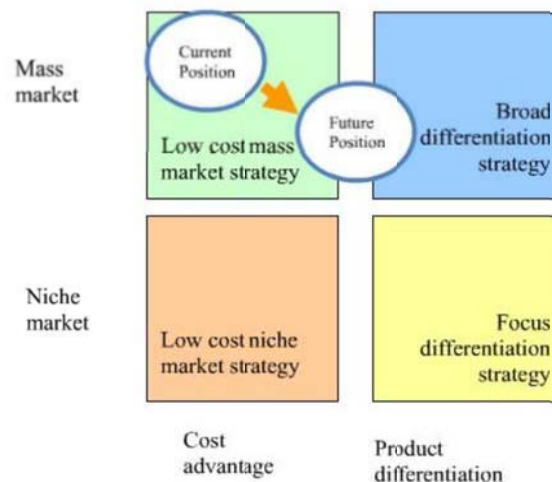 Mass
market
Current
Position
Low cost mass
market strategy
Future
Position
Broad
differentiation
strategy
Niche
market
Low cost niche
market strategy
Focus
differentiation
strategy
Cost
advantage
Product
differentiation